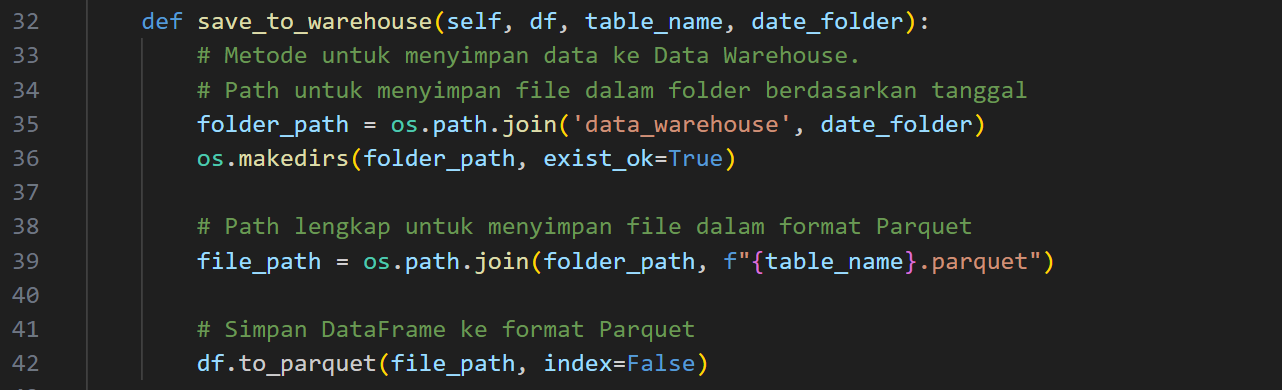 32 def save_to_warehouse(self, df, table_name, date_folder):
33 # Metode untuk menyimpan data ke Data Warehouse.
34 # Path untuk menyimpan file dalam folder berdasarkan tanggal
35 folder_path = os.path.join('data_warehouse', date_folder)
36 os.makedirs(folder_path, exist_ok=True)
37
38 # Path lengkap untuk menyimpan file dalam format Parquet
39 file_path = os.path.join(folder_path, f"{table_name}.parquet")
40
41 # Simpan DataFrame ke format Parquet
42 df.to_parquet(file_path, index=False)